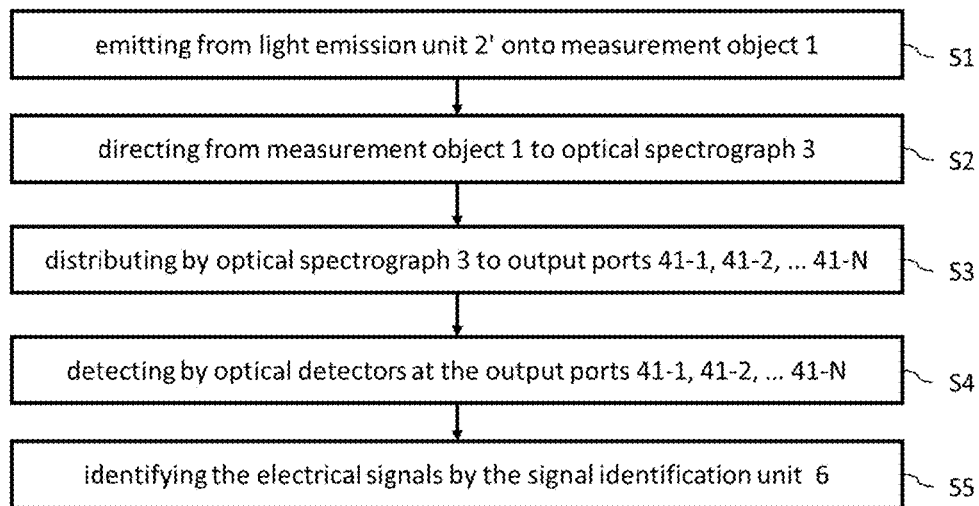 emitting from light emission unit 2' onto measurement object 1
S1
directing from measurement object 1 to optical spectrograph 3
S2
distributing by optical spectrograph 3 to output ports 41-1, 41-2, ... 41-N
S3
detecting by optical detectors at the output ports 41-1, 41-2, ... 41-N
S4
identifying the electrical signals by the signal identification unit 6
S5